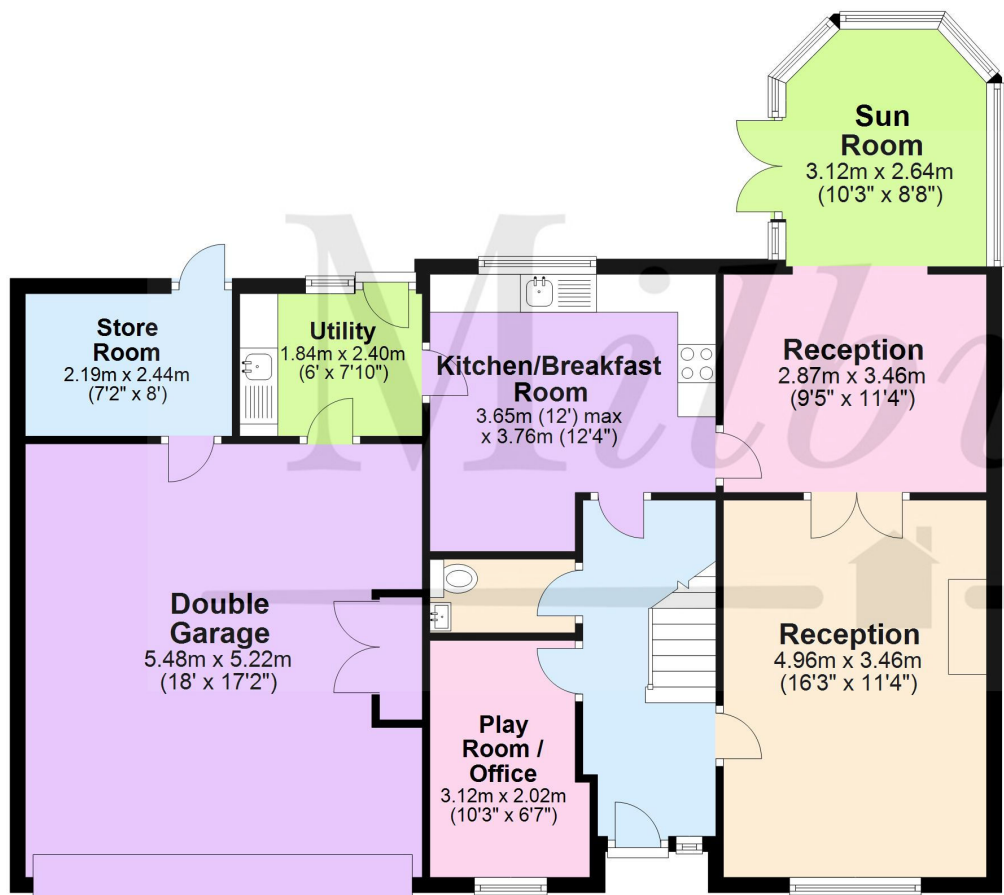 Sun
Room
3.12m x 2.64m
(10'3" x 8'8")
Store
Room
2.19m x 2.44m
(7'2" x 8')
Utility
1.84m x 2.40m
(6' x 7'10")
Kitchen/Breakfast
Room
3.65m (12') max
x 3.76m (12'4")
Reception
2.87m x 3.46m
(9'5" x 11'4")
Double
Garage
5.48m x 5.22m
(18' x 17'2")
Reception
4.96m x 3.46m
(16'3" x 11'4")
Play
Room /
Office
3.12m x 2.02m
(10'3" x 6'7")